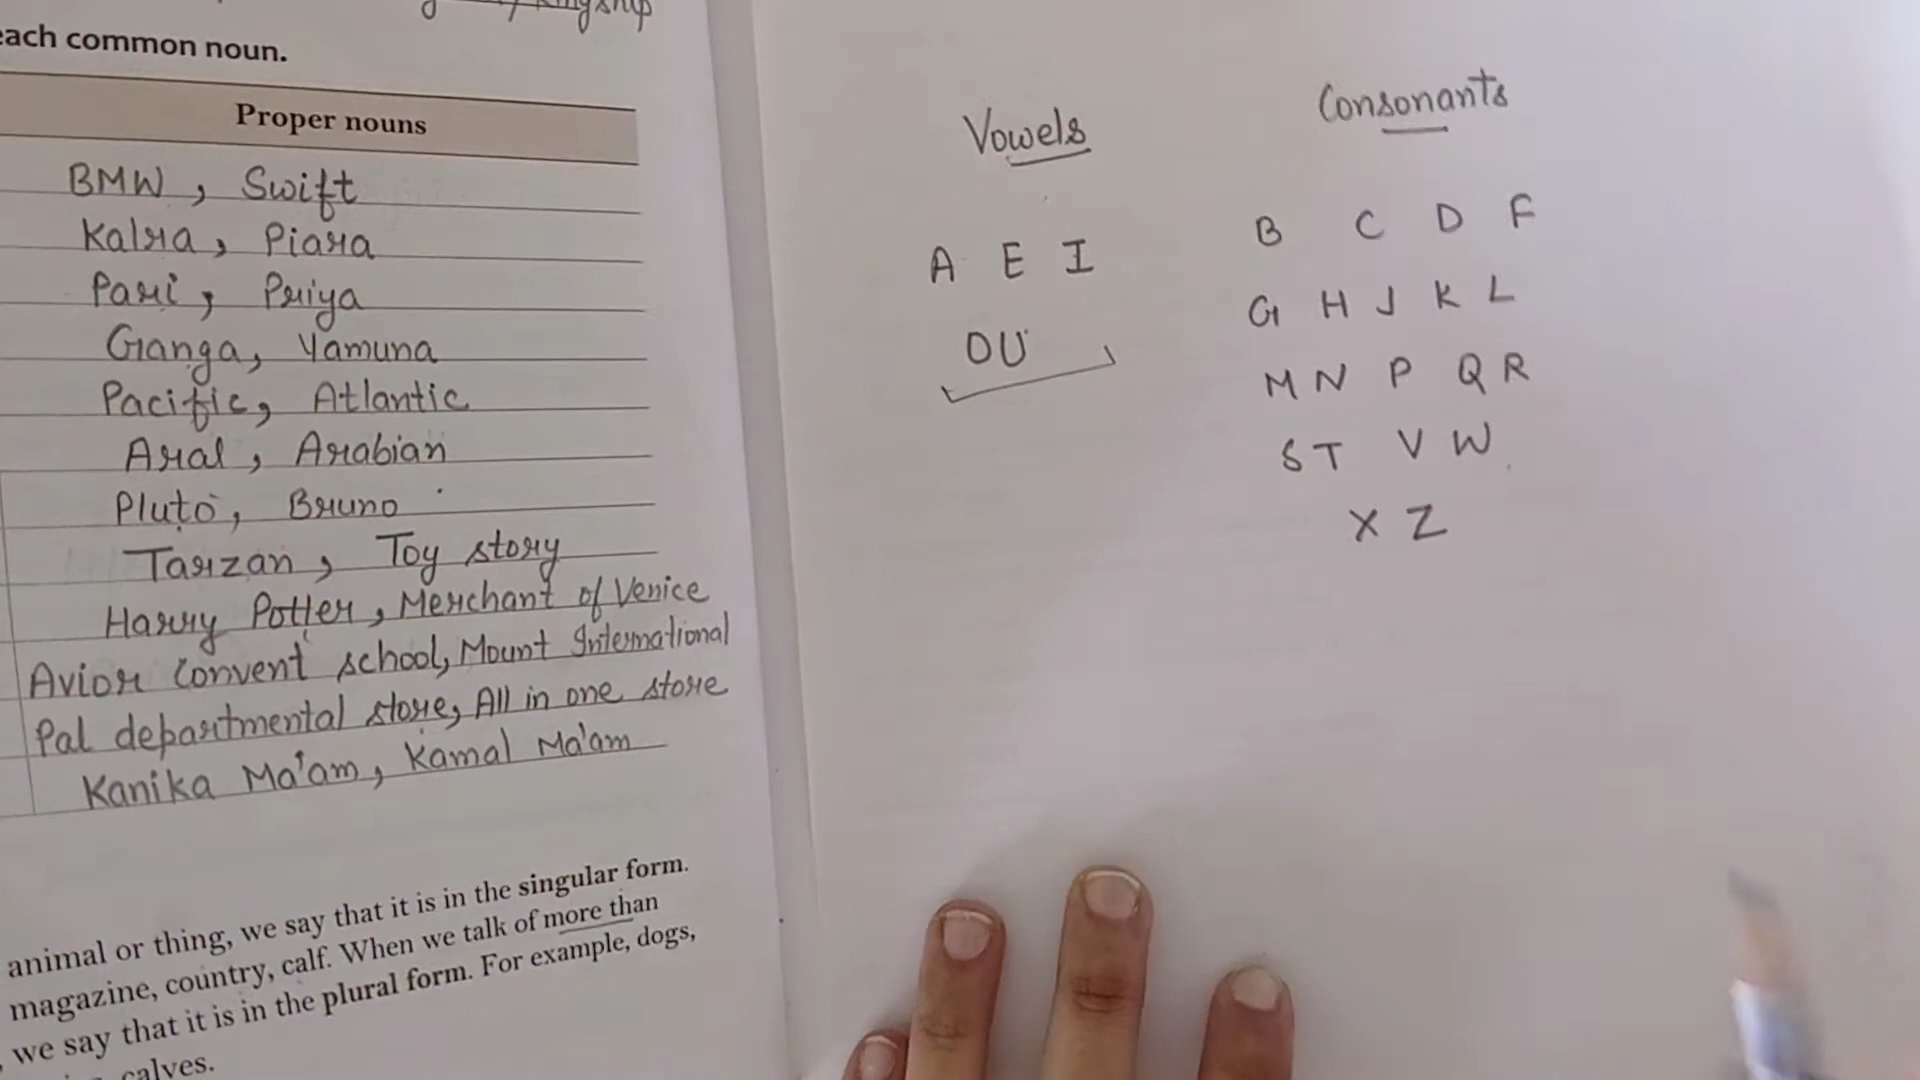 each common noun.
Proper nouns
BMW, Swift
Kalra, Piara
Pari, Priya
Ganga, Yamuna
Pacific, Atlantic
Aral, Arabian
Pluto, Bruno
Tarzan, Toy story
Harry Potter, Merchant of Venice
Avior Convent school, Mount International
Pal departmental store, All in one store
Kanika Ma'am, Kamal Ma'am
animal or thing, we say that it is in the singular form.
magazine, country, calf. When we talk of more than
, we say that it is in the plural form. For example, dogs,
calves.
Vowels
A E I
O U
Consonants
B C D F
G H J K L
M N P Q R
S T V W
X Z